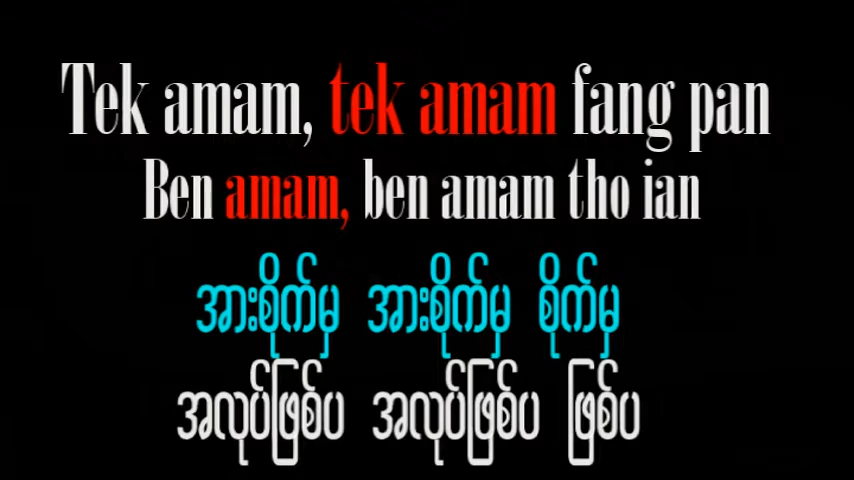 Tek amam, tek amam fang pan
Ben amam, ben amam tho ian
အားစိုက်မှ အားစိုက်မှ စိုက်မှ
အလုပ်ဖြစ်ပ အလုပ်ဖြစ်ပ ဖြစ်ပ